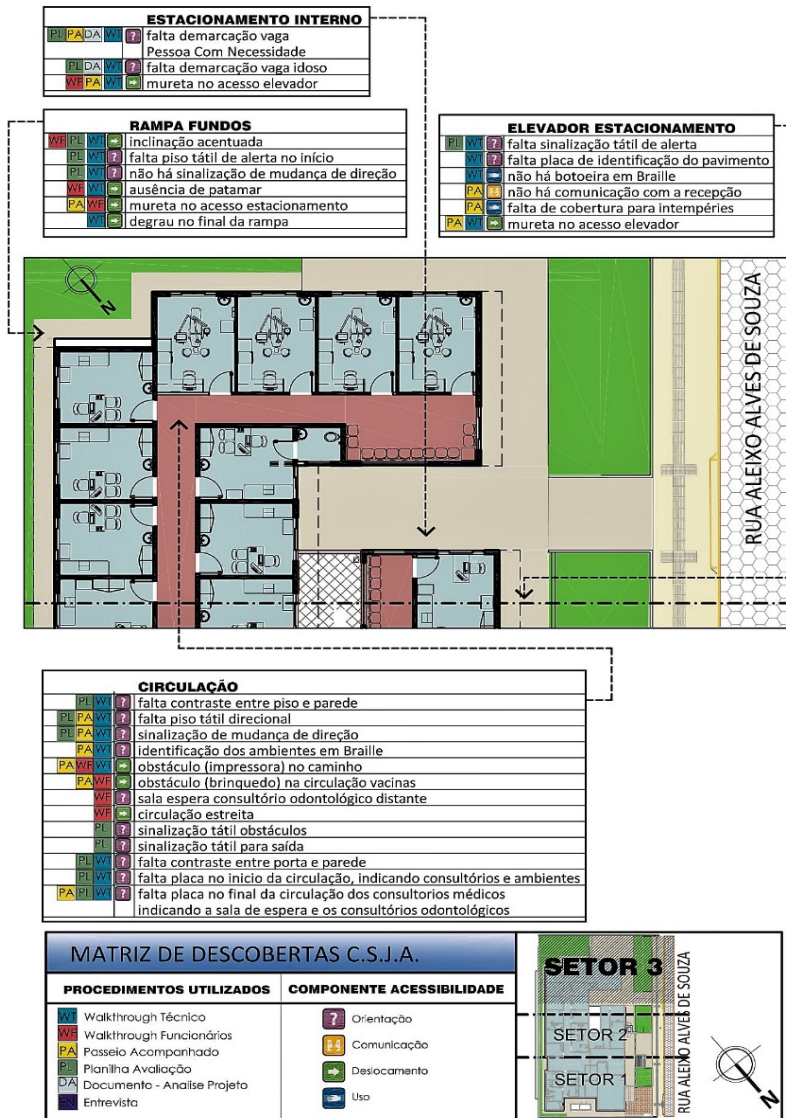 ESTACIONAMENTO INTERNO
PL PA DA WT ? falta demarcação vaga
Pessoa Com Necessidade
PL DA WT ? falta demarcação vaga idoso
WF PA WT mureta no acesso elevador
RAMPA FUNDOS
WF PL WT inclinação acentuada
PL WT ? falta piso tátil de alerta no início
PL WT ? não há sinalização de mudança de direção
WF WT ausência de patamar
PA WF mureta no acesso estacionamento
WT degrau no final da rampa
ELEVADOR ESTACIONAMENTO
PL WT ? falta sinalização tátil de alerta
WT ? falta placa de identificação do pavimento
WT não há botoeira em Braille
PA não há comunicação com a recepção
PA falta de cobertura para intempéries
PA WT mureta no acesso elevador
N
RUA ALEIXO ALVES DE SOUZA
CIRCULAÇÃO
PL WT ? falta contraste entre piso e parede
PL PA WT ? falta piso tátil direcional
PL PA WT ? sinalização de mudança de direção
PA WT ? identificação dos ambientes em Braille
PA WF WT obstáculo (impressora) no caminho
PA WF obstáculo (brinquedo) na circulação vacinas
WF ? sala espera consultório odontológico distante
WF circulação estreita
PL ? sinalização tátil obstáculos
PL ? sinalização tátil para saída
PL WT ? falta contraste entre porta e parede
PL WT ? falta placa no inicio da circulação, indicando consultórios e ambientes
PA PL WT ? falta placa no final da circulação dos consultorios médicos
indicando a sala de espera e os consultórios odontológicos
MATRIZ DE DESCOBERTAS C.S.J.A.
PROCEDIMENTOS UTILIZADOS
WT Walkthrough Técnico
WF Walkthrough Funcionários
PA Passeio Acompanhado
PL Planilha Avaliação
DA Documento - Analise Projeto
EN Entrevista
COMPONENTE ACESSIBILIDADE
? Orientação
Comunicação
Deslocamento
Uso
SETOR 3
SETOR 2
SETOR 1
RUA ALEIXO ALVES DE SOUZA
N